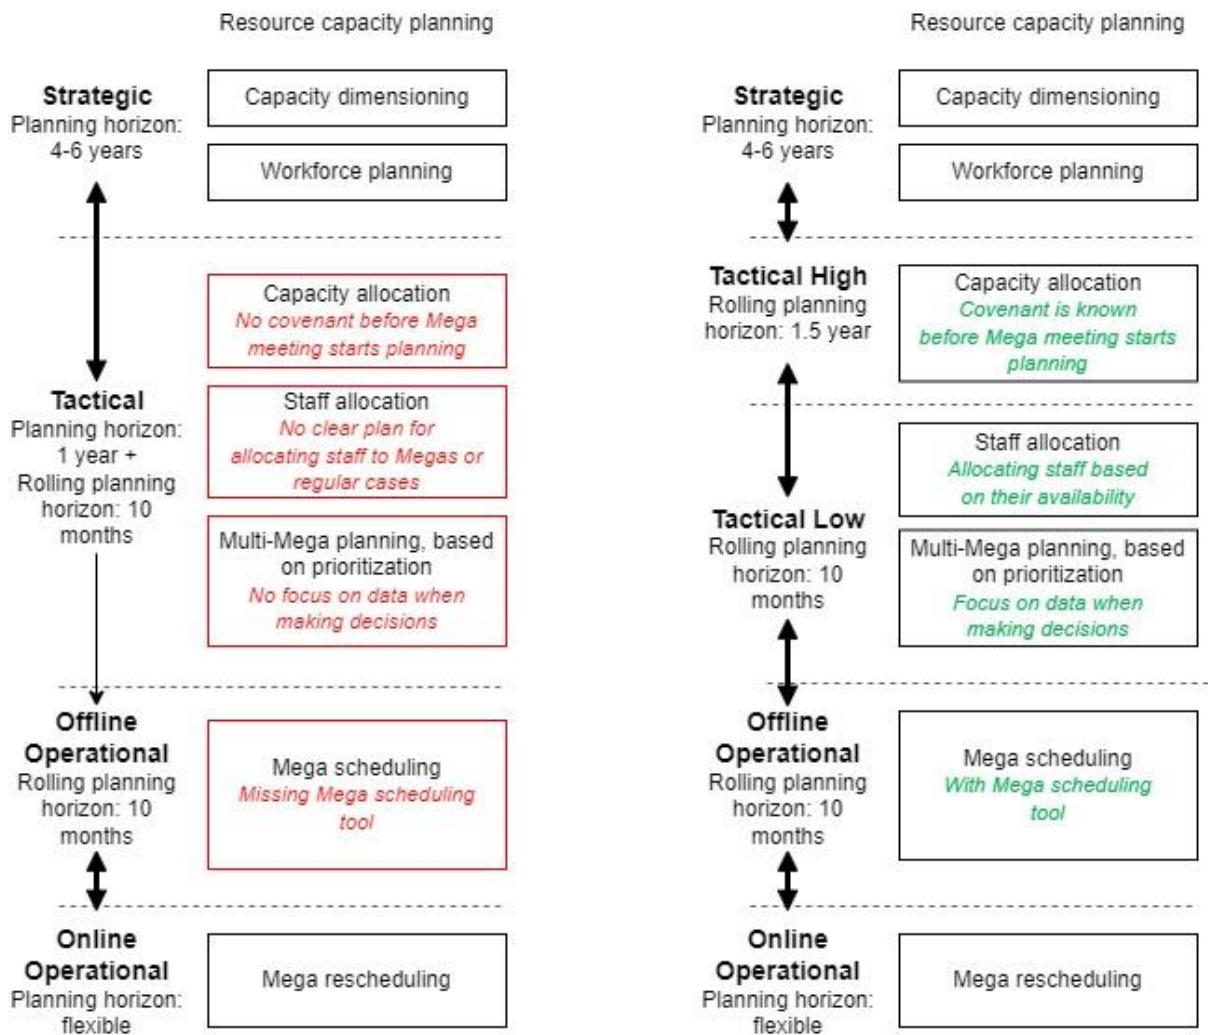 Resource capacity planning
Strategic
Planning horizon:
4-6 years
Capacity dimensioning
Workforce planning
Tactical
Planning horizon:
1 year +
Rolling planning
horizon: 10
months
Capacity allocation
No covenant before Mega
meeting starts planning
Staff allocation
No clear plan for
allocating staff to Megas or
regular cases
Multi-Mega planning, based
on prioritization
No focus on data when
making decisions
Offline
Operational
Rolling planning
horizon: 10
months
Mega scheduling
Missing Mega scheduling
tool
Online
Operational
Planning horizon:
flexible
Mega rescheduling
Resource capacity planning
Strategic
Planning horizon:
4-6 years
Capacity dimensioning
Workforce planning
Tactical High
Rolling planning
horizon: 1.5 year
Capacity allocation
Covenant is known
before Mega meeting starts
planning
Tactical Low
Rolling planning
horizon: 10
months
Staff allocation
Allocating staff based
on their availability
Multi-Mega planning, based
on prioritization
Focus on data when
making decisions
Offline
Operational
Rolling planning
horizon: 10
months
Mega scheduling
With Mega scheduling
tool
Online
Operational
Planning horizon:
flexible
Mega rescheduling